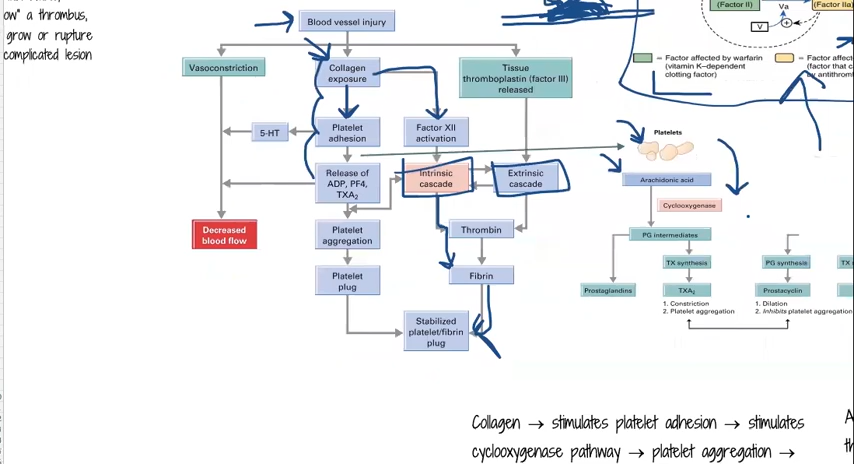 ow" a thrombus,
grow or rupture
complicated lesion
Blood vessel injury
Vasoconstriction
Collagen
exposure
Tissue
thromboplastin (factor III)
released
5-HT
Platelet
adhesion
Factor XII
activation
Release of
ADP, PF4,
TXA₂
Intrinsic
cascade
Extrinsic
cascade
Decreased
blood flow
Platelet
aggregation
Thrombin
Platelet
plug
Fibrin
Stabilized
platelet/fibrin
plug
(Factor II)
Va
(Factor IIa)
V
+
= Factor affected by warfarin
(vitamin K–dependent
clotting factor)
= Factor affect
(factor that c
by antithrom
Platelets
Arachidonic acid
Cyclooxygenase
PG intermediates
TX synthesis
PG synthesis
TX
Prostaglandins
TXA₂
Prostacyclin
1. Constriction
2. Platelet aggregation
1. Dilation
2. Inhibits platelet aggregation
Collagen → stimulates platelet adhesion → stimulates
cyclooxygenase pathway → platelet aggregation →
A
th